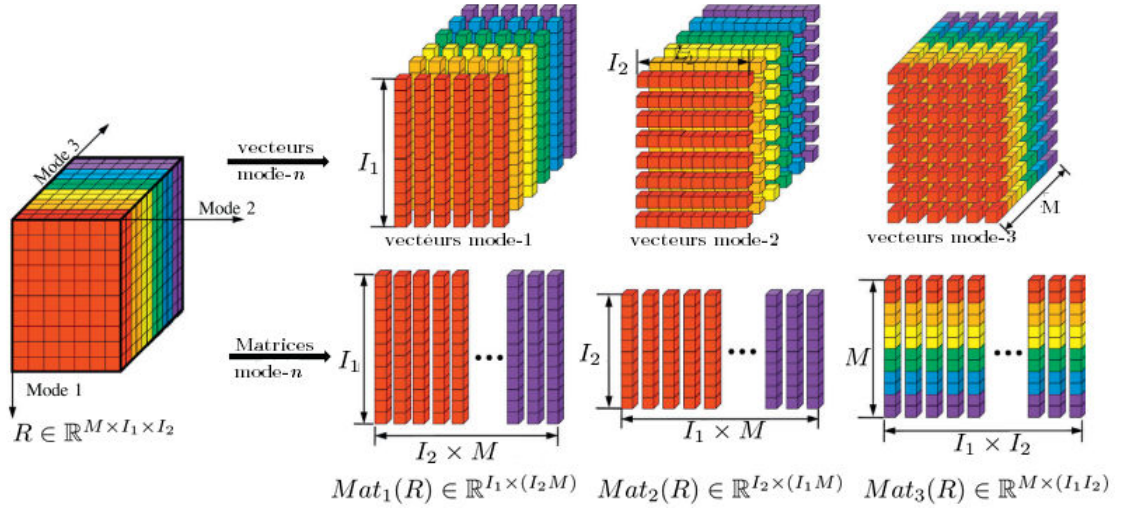 Mode 3
Mode 2
Mode 1
R ∈ ℝ^{M×I₁×I₂}
vecteurs
mode-n
I₁
vecteurs mode-1
I₂
vecteurs mode-2
M
vecteurs mode-3
Matrices
mode-n
I₁
I₂ × M
Mat₁(R) ∈ ℝ^{I₁×(I₂M)}
I₂
I₁ × M
Mat₂(R) ∈ ℝ^{I₂×(I₁M)}
M
I₁ × I₂
Mat₃(R) ∈ ℝ^{M×(I₁I₂)}